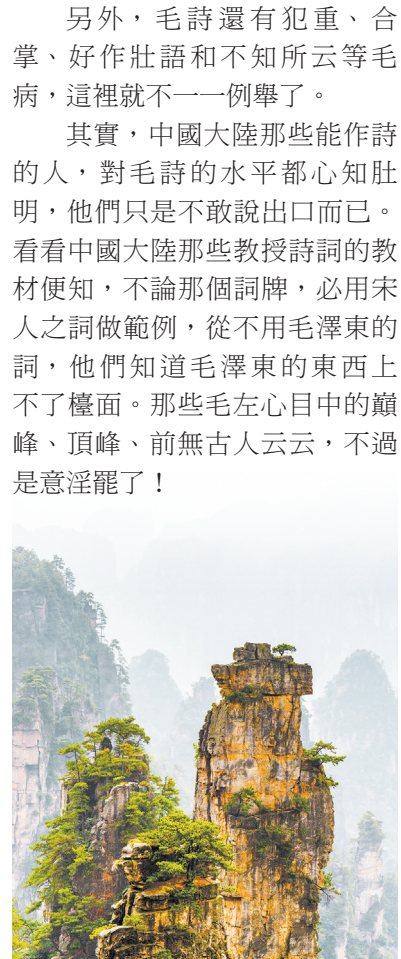 另外，毛詩還有犯重、合
掌、好作壯語和不知所云等毛
病，這裡就不一一例舉了。
其實，中國大陸那些能作詩
的人，對毛詩的水平都心知肚
明，他們只是不敢說出口而已。
看看中國大陸那些教授詩詞的教
材便知，不論那個詞牌，必用宋
人之詞做範例，從不用毛澤東的
詞，他們知道毛澤東的東西上
不了檯面。那些毛左心目中的巔
峰、頂峰、前無古人云云，不過
是意淫罷了！